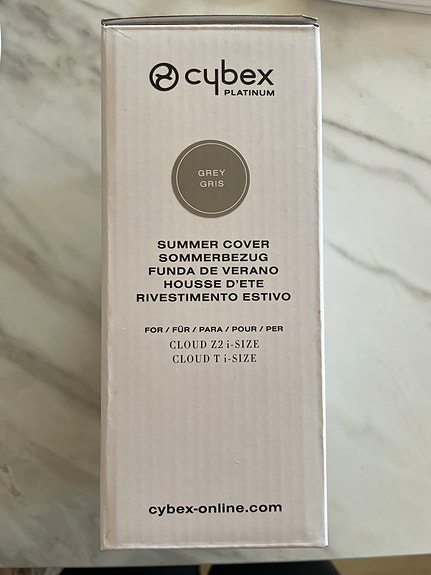 cybex
PLATINUM
GREY
GRIS
SUMMER COVER
SOMMERBEZUG
FUNDA DE VERANO
HOUSSE D'ETE
RIVESTIMENTO ESTIVO
FOR / FÜR / PARA / POUR / PER
CLOUD Z2 i-SIZE
CLOUD T i-SIZE
cybex-online.com